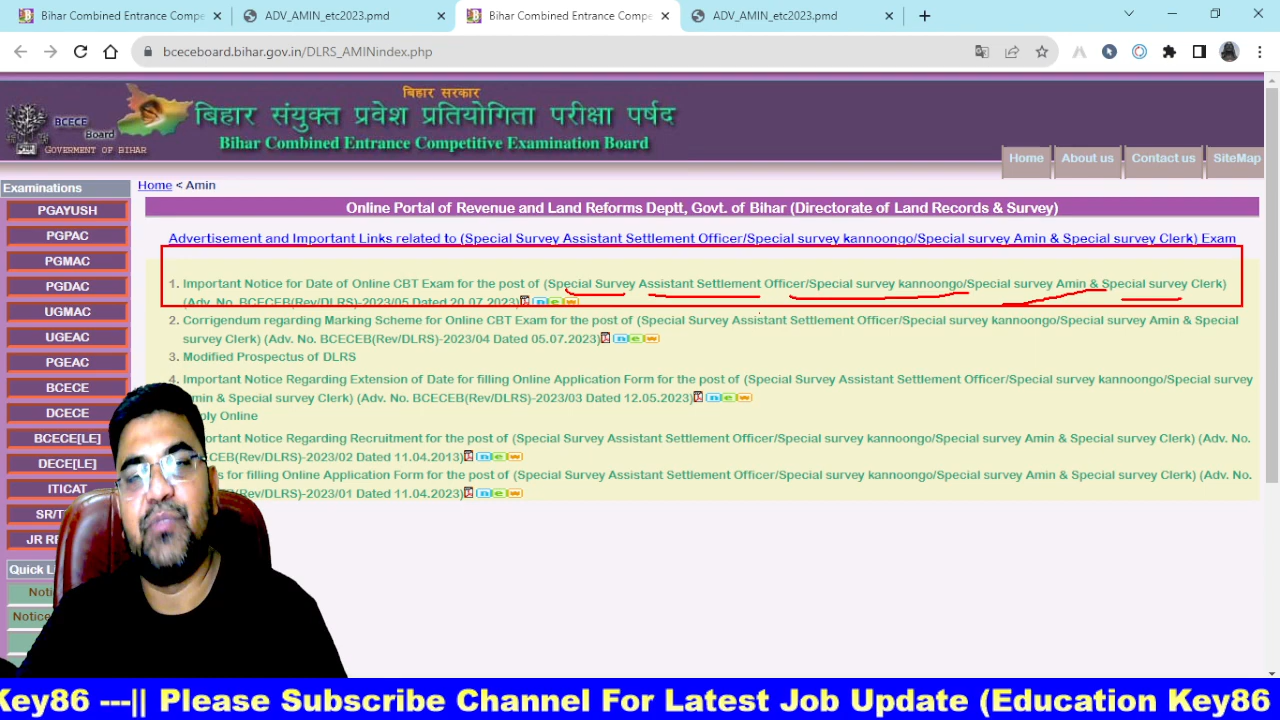 Bihar Combined Entrance Compe
ADV_AMIN_etc2023.pmd
Bihar Combined Entrance Compe
ADV_AMIN_etc2023.pmd
bceceboard.bihar.gov.in/DLRS_AMINindex.php
बिहार सरकार
बिहार संयुक्त प्रवेश प्रतियोगिता परीक्षा पर्षद
BCECE
Board
GOVERMENT OF BIHAR
Bihar Combined Entrance Competitive Examination Board
Home About us Contact us SiteMap
Examinations
PGAYUSH
PGPAC
PGMAC
PGDAC
UGMAC
UGEAC
PGEAC
BCECE
DCECE
BCECE[LE]
DECE[LE]
ITICAT
SR/
JR RE
Quick Li
Noti
Notice
Home < Amin
Online Portal of Revenue and Land Reforms Deptt, Govt. of Bihar (Directorate of Land Records & Survey)
Advertisement and Important Links related to (Special Survey Assistant Settlement Officer/Special survey kannoongo/Special survey Amin & Special survey Clerk) Exam
1. Important Notice for Date of Online CBT Exam for the post of (Special Survey Assistant Settlement Officer/Special survey kannoongo/Special survey Amin & Special survey Clerk)
(Adv. No. BCECEB(Rev/DLRS)-2023/05 Dated 20.07.2023) new
2. Corrigendum regarding Marking Scheme for Online CBT Exam for the post of (Special Survey Assistant Settlement Officer/Special survey kannoongo/Special survey Amin & Special
survey Clerk) (Adv. No. BCECEB(Rev/DLRS)-2023/04 Dated 05.07.2023) new
3. Modified Prospectus of DLRS
4. Important Notice Regarding Extension of Date for filling Online Application Form for the post of (Special Survey Assistant Settlement Officer/Special survey kannoongo/Special survey
min & Special survey Clerk) (Adv. No. BCECEB(Rev/DLRS)-2023/03 Dated 12.05.2023) new
ply Online
ortant Notice Regarding Recruitment for the post of (Special Survey Assistant Settlement Officer/Special survey kannoongo/Special survey Amin & Special survey Clerk) (Adv. No.
CEB(Rev/DLRS)-2023/02 Dated 11.04.2013) new
s for filling Online Application Form for the post of (Special Survey Assistant Settlement Officer/Special survey kannoongo/Special survey Amin & Special survey Clerk) (Adv. No.
(Rev/DLRS)-2023/01 Dated 11.04.2023) new
Key86 ---|| Please Subscribe Channel For Latest Job Update (Education Key86